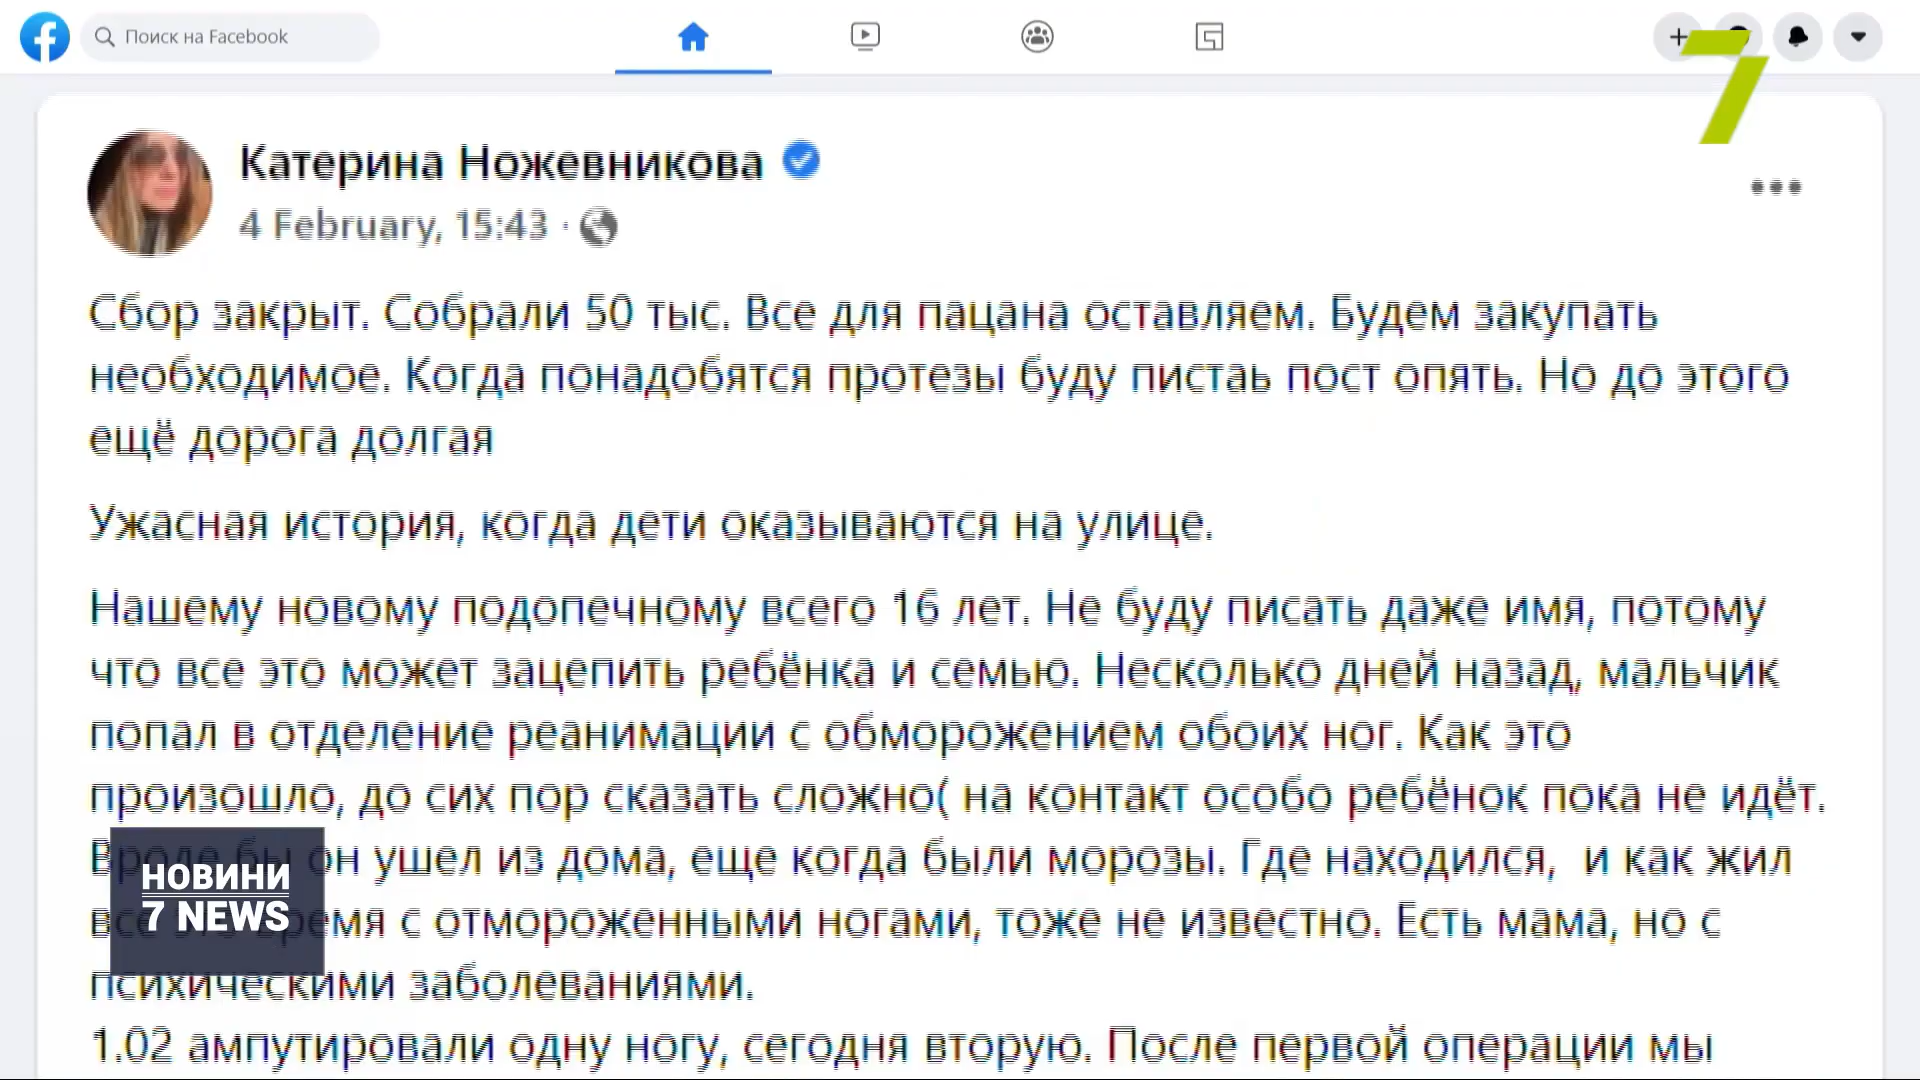 Поиск на Facebook
7
Катерина Ножевникова
4 February, 15:43 ·
Сбор закрыт. Собрали 50 тыс. Все для пацана оставляем. Будем закупать
необходимое. Когда понадобятся протезы буду пистаь пост опять. Но до этого
ещё дорога долгая
Ужасная история, когда дети оказываются на улице.
Нашему новому подопечному всего 16 лет. Не буду писать даже имя, потому
что все это может зацепить ребёнка и семью. Несколько дней назад, мальчик
попал в отделение реанимации с обморожением обоих ног. Как это
произошло, до сих пор сказать сложно( на контакт особо ребёнок пока не идёт.
Вроде бы он ушел из дома, еще когда были морозы. Где находился, и как жил
все это время с отмороженными ногами, тоже не известно. Есть мама, но с
психическими заболеваниями.
1.02 ампутировали одну ногу, сегодня вторую. После первой операции мы
НОВИНИ
7 NEWS